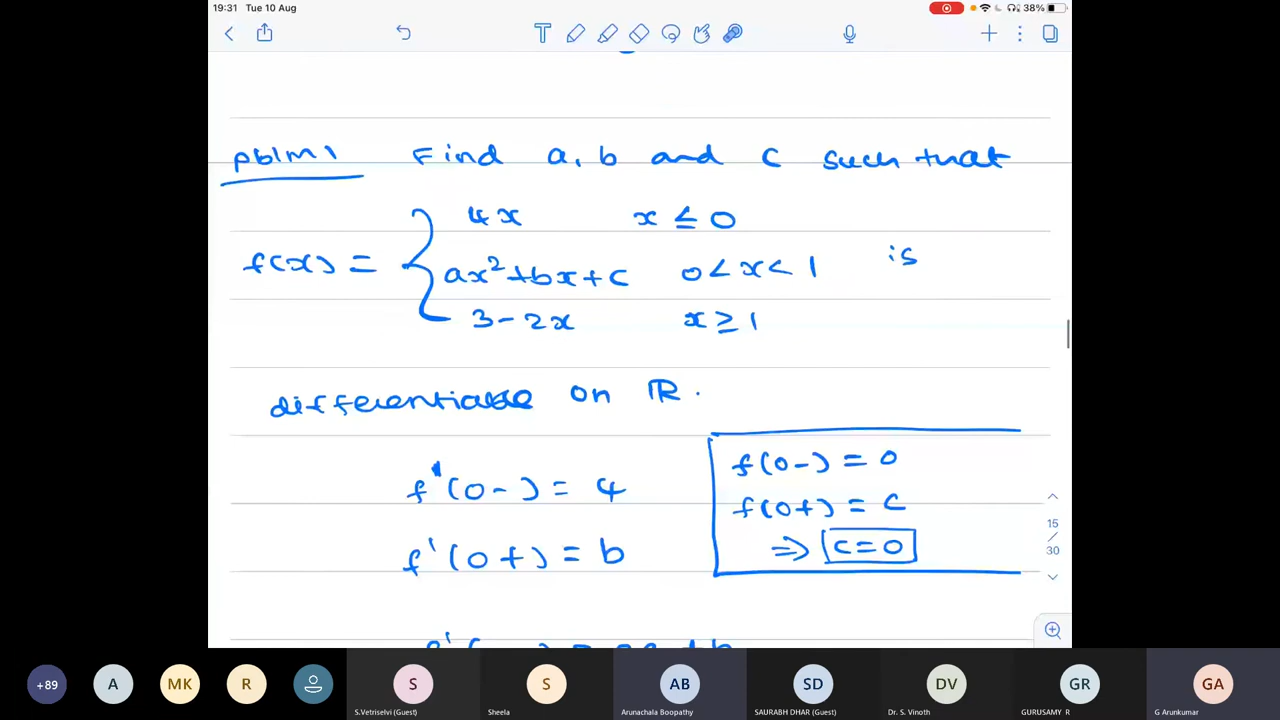 19:31 Tue 10 Aug
38%
pblm1 Find a, b and c such that
4x x ≤ 0
f(x) = { ax²+bx+c 0 < x < 1 is
3-2x x ≥ 1
differentiable on ℝ.
f'(0-) = 4
f'(0+) = b
f(0-) = 0
f(0+) = c
⇒ c=0
15
/
30
+89
A
MK
R
S
S.Vetriselvi (Guest)
S
Sheela
AB
Arunachala Boopathy
SD
SAURABH DHAR (Guest)
DV
Dr. S. Vinoth
GR
GURUSAMY R
GA
G Arunkumar